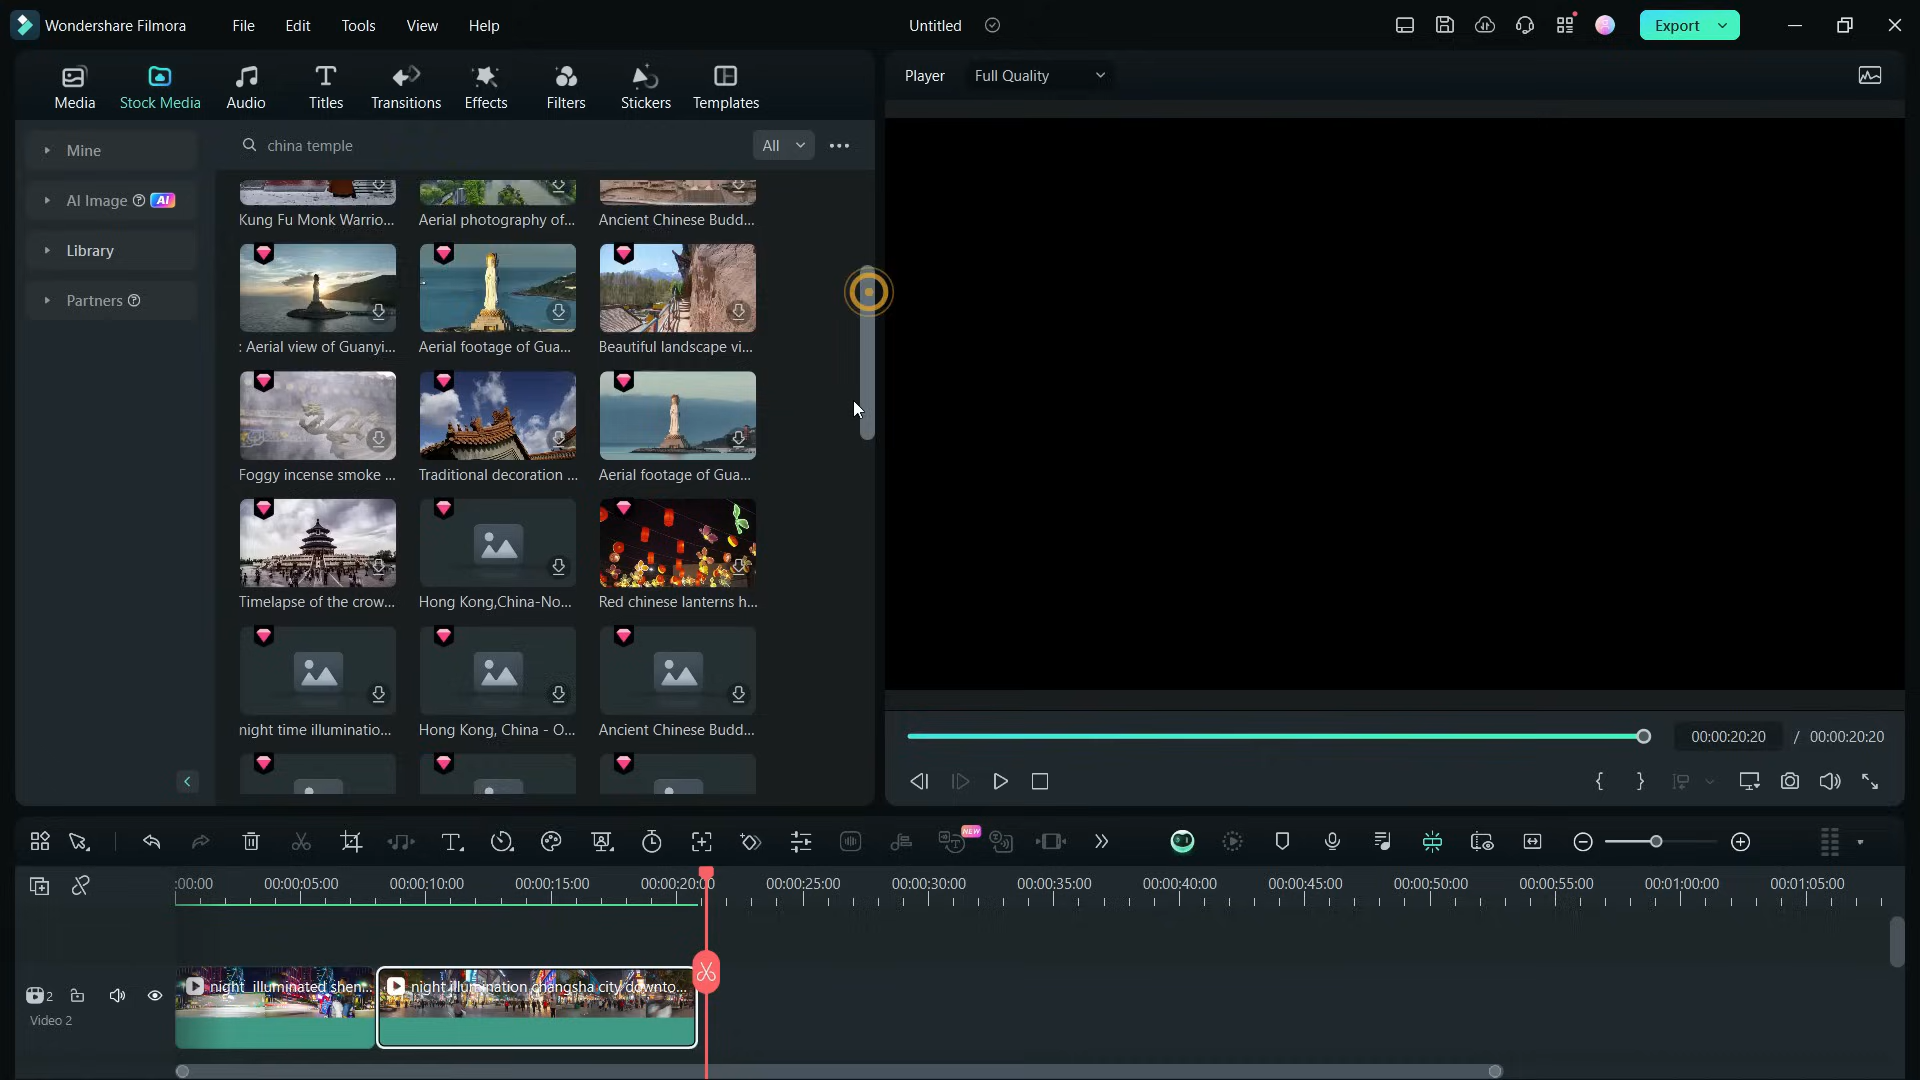 Wondershare Filmora
File
Edit
Tools
View
Help
Untitled
Export
Media
Stock Media
Audio
Titles
Transitions
Effects
Filters
Stickers
Templates
Player
Full Quality
Mine
AI Image
AI
Library
Partners
china temple
All
Kung Fu Monk Warrio...
Aerial photography of...
Ancient Chinese Budd...
: Aerial view of Guanyi...
Aerial footage of Gua...
Beautiful landscape vi...
Foggy incense smoke ...
Traditional decoration ...
Aerial footage of Gua...
Timelapse of the crow...
Hong Kong,China-No...
Red chinese lanterns h...
night time illuminatio...
Hong Kong, China - O...
Ancient Chinese Budd...
00:00:20:20 / 00:00:20:20
NEW
:00:00
00:00:05:00
00:00:10:00
00:00:15:00
00:00:20:00
00:00:25:00
00:00:30:00
00:00:35:00
00:00:40:00
00:00:45:00
00:00:50:00
00:00:55:00
00:01:00:00
00:01:05:00
night_illuminated shen...
night illumination changsha city downto...
2
Video 2